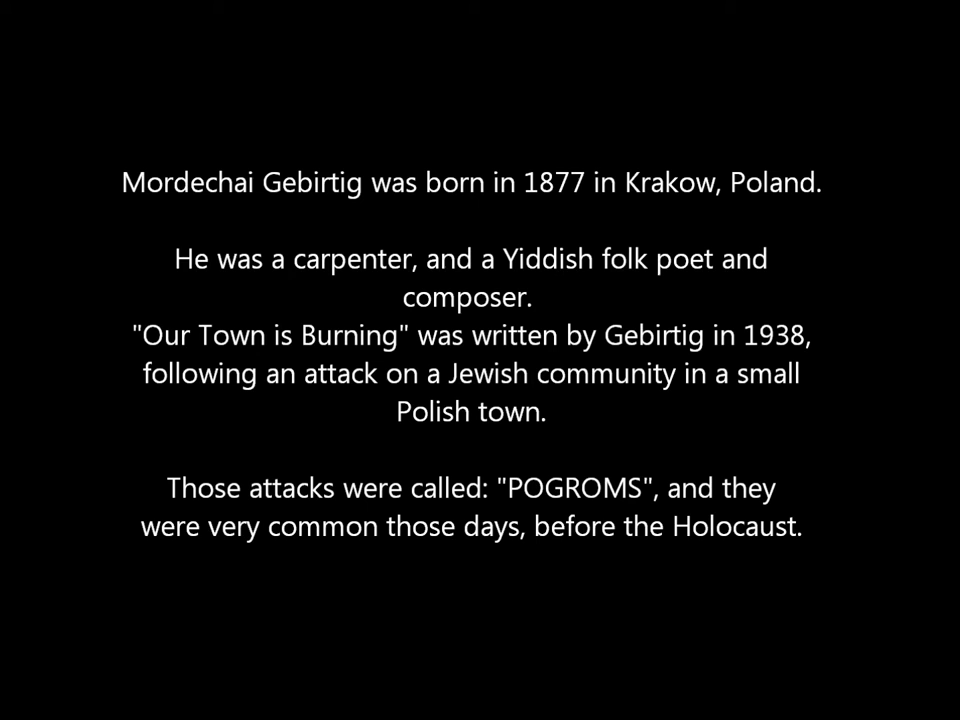 Mordechai Gebirtig was born in 1877 in Krakow, Poland.
He was a carpenter, and a Yiddish folk poet and
composer.
"Our Town is Burning" was written by Gebirtig in 1938,
following an attack on a Jewish community in a small
Polish town.
Those attacks were called: "POGROMS", and they
were very common those days, before the Holocaust.